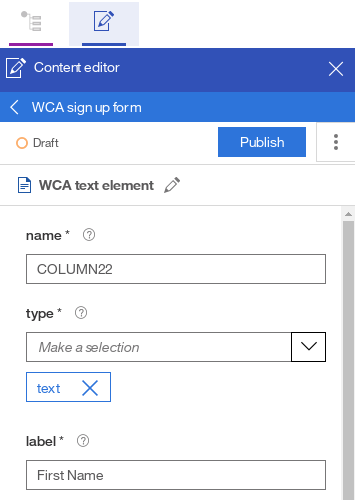 Content editor
WCA sign up form
Draft
Publish
WCA text element
name *
COLUMN22
type *
Make a selection
text
label *
First Name